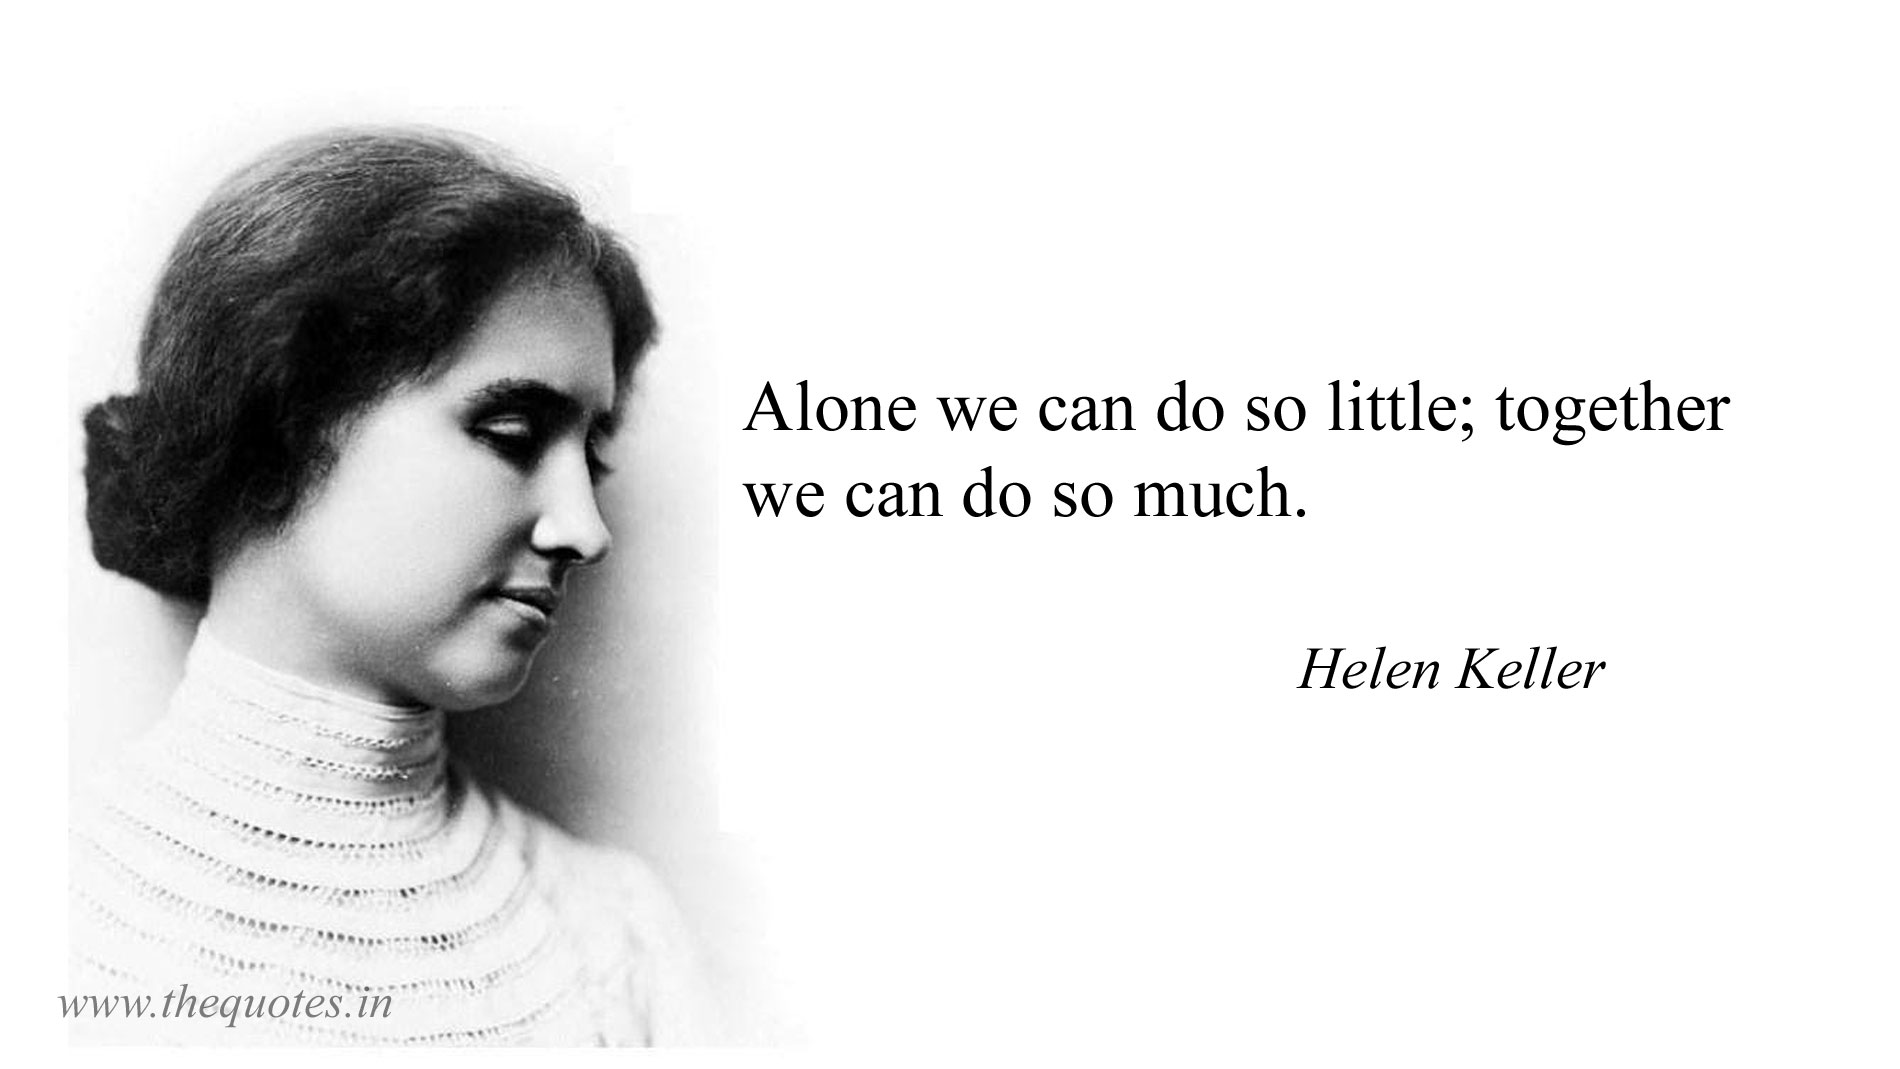 Alone we can do so little; together
we can do so much.
Helen Keller
www.thequotes.in